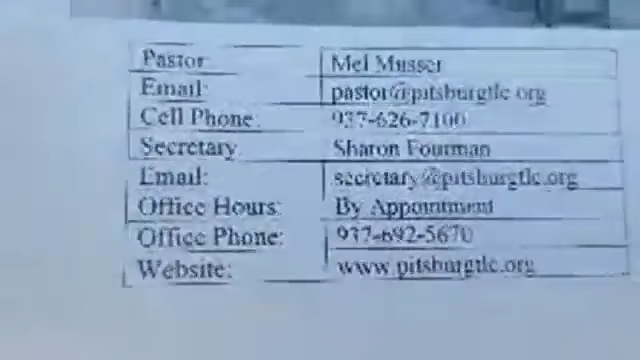 Pastor Mel Musser
Email: pastor@pitsburgtlc.org
Cell Phone: 937-626-7100
Secretary Sharon Fourman
Email: secretary@pitsburgtlc.org
Office Hours: By Appointment
Office Phone: 937-692-5670
Website: www.pitsburgtlc.org